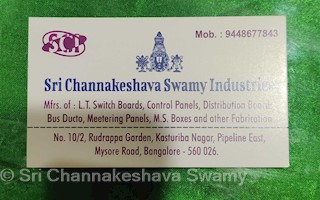 SCI
Mob. : 9448677843
Sri Channakeshava Swamy Industries
Mfrs. of : L.T. Switch Boards, Control Panels, Distribution Boards
Bus Ducto, Meetering Panels, M.S. Boxes and other Fabrication
No. 10/2, Rudrappa Garden, Kasturiba Nagar, Pipeline East,
Mysore Road, Bangalore - 560 026.
© Sri Channakeshava Swamy